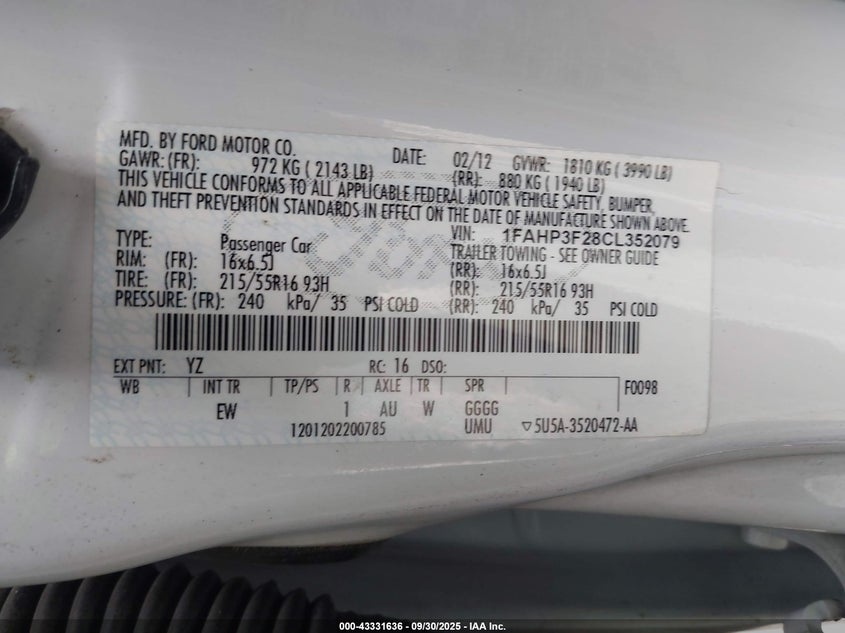 MFD. BY FORD MOTOR CO. DATE: 02/12 GVWR: 1810 KG ( 3990 LB)
GAWR: (FR): 972 KG ( 2143 LB) (RR): 880 KG ( 1940 LB)
THIS VEHICLE CONFORMS TO ALL APPLICABLE FEDERAL MOTOR VEHICLE SAFETY, BUMPER,
AND THEFT PREVENTION STANDARDS IN EFFECT ON THE DATE OF MANUFACTURE SHOWN ABOVE.
VIN: 1FAHP3F28CL352079
TYPE: Passenger Car TRAILER TOWING - SEE OWNER GUIDE
RIM: (FR): 16x6.5J (RR): 16x6.5J
TIRE: (FR): 215/55R16 93H (RR): 215/55R16 93H
PRESSURE: (FR): 240 kPa/ 35 PSI COLD (RR): 240 kPa/ 35 PSI COLD
EXT PNT: YZ RC: 16 DSO:
WB INT TR TP/PS R AXLE TR SPR F0098
EW 1 AU W GGGG
1201202200785 UMU ▽5U5A-3520472-AA
000-43331636 - 09/30/2025 - IAA Inc.